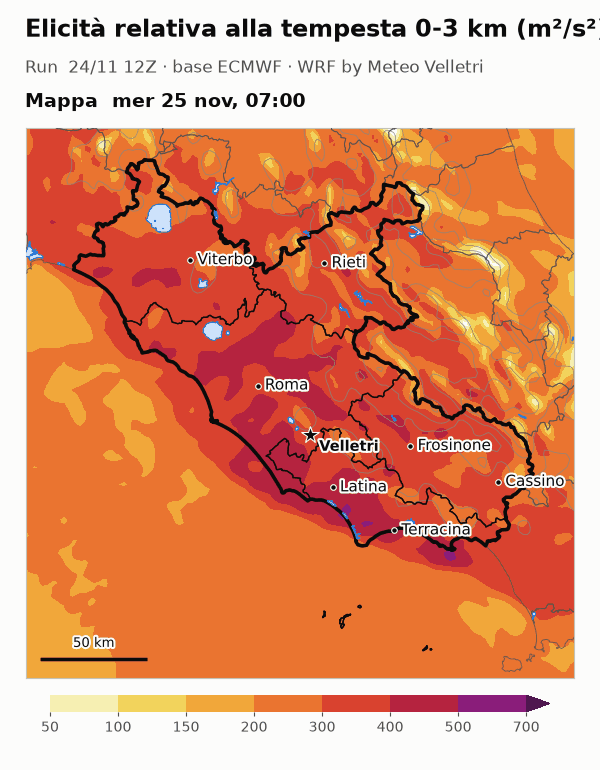 Elicità relativa alla tempesta 0-3 km (m²/s²)
Run 24/11 12Z · base ECMWF · WRF by Meteo Velletri
Mappa mer 25 nov, 07:00
Viterbo
Rieti
Roma
Velletri
Frosinone
Cassino
Latina
Terracina
50 km
50 100 150 200 300 400 500 700